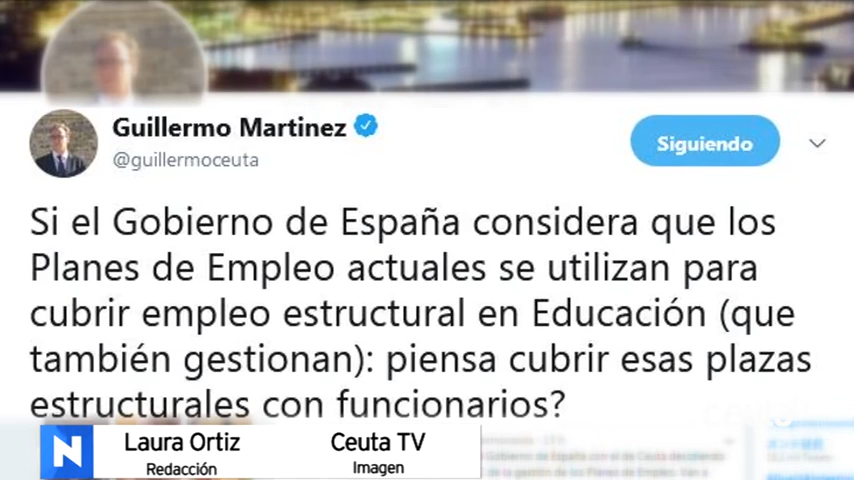 Guillermo Martinez
@guillermoceuta
Siguiendo
Si el Gobierno de España considera que los
Planes de Empleo actuales se utilizan para
cubrir empleo estructural en Educación (que
también gestionan): piensa cubrir esas plazas
estructurales con funcionarios?
N
Laura Ortiz
Redacción
Ceuta TV
Imagen